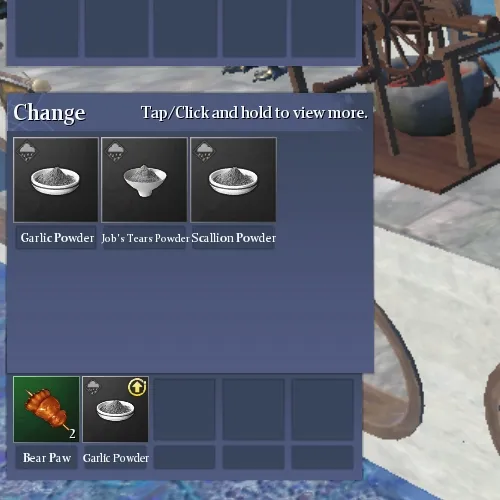 Change
Tap/Click and hold to view more.
Garlic Powder
Job's Tears Powder
Scallion Powder
2
Bear Paw
Garlic Powder